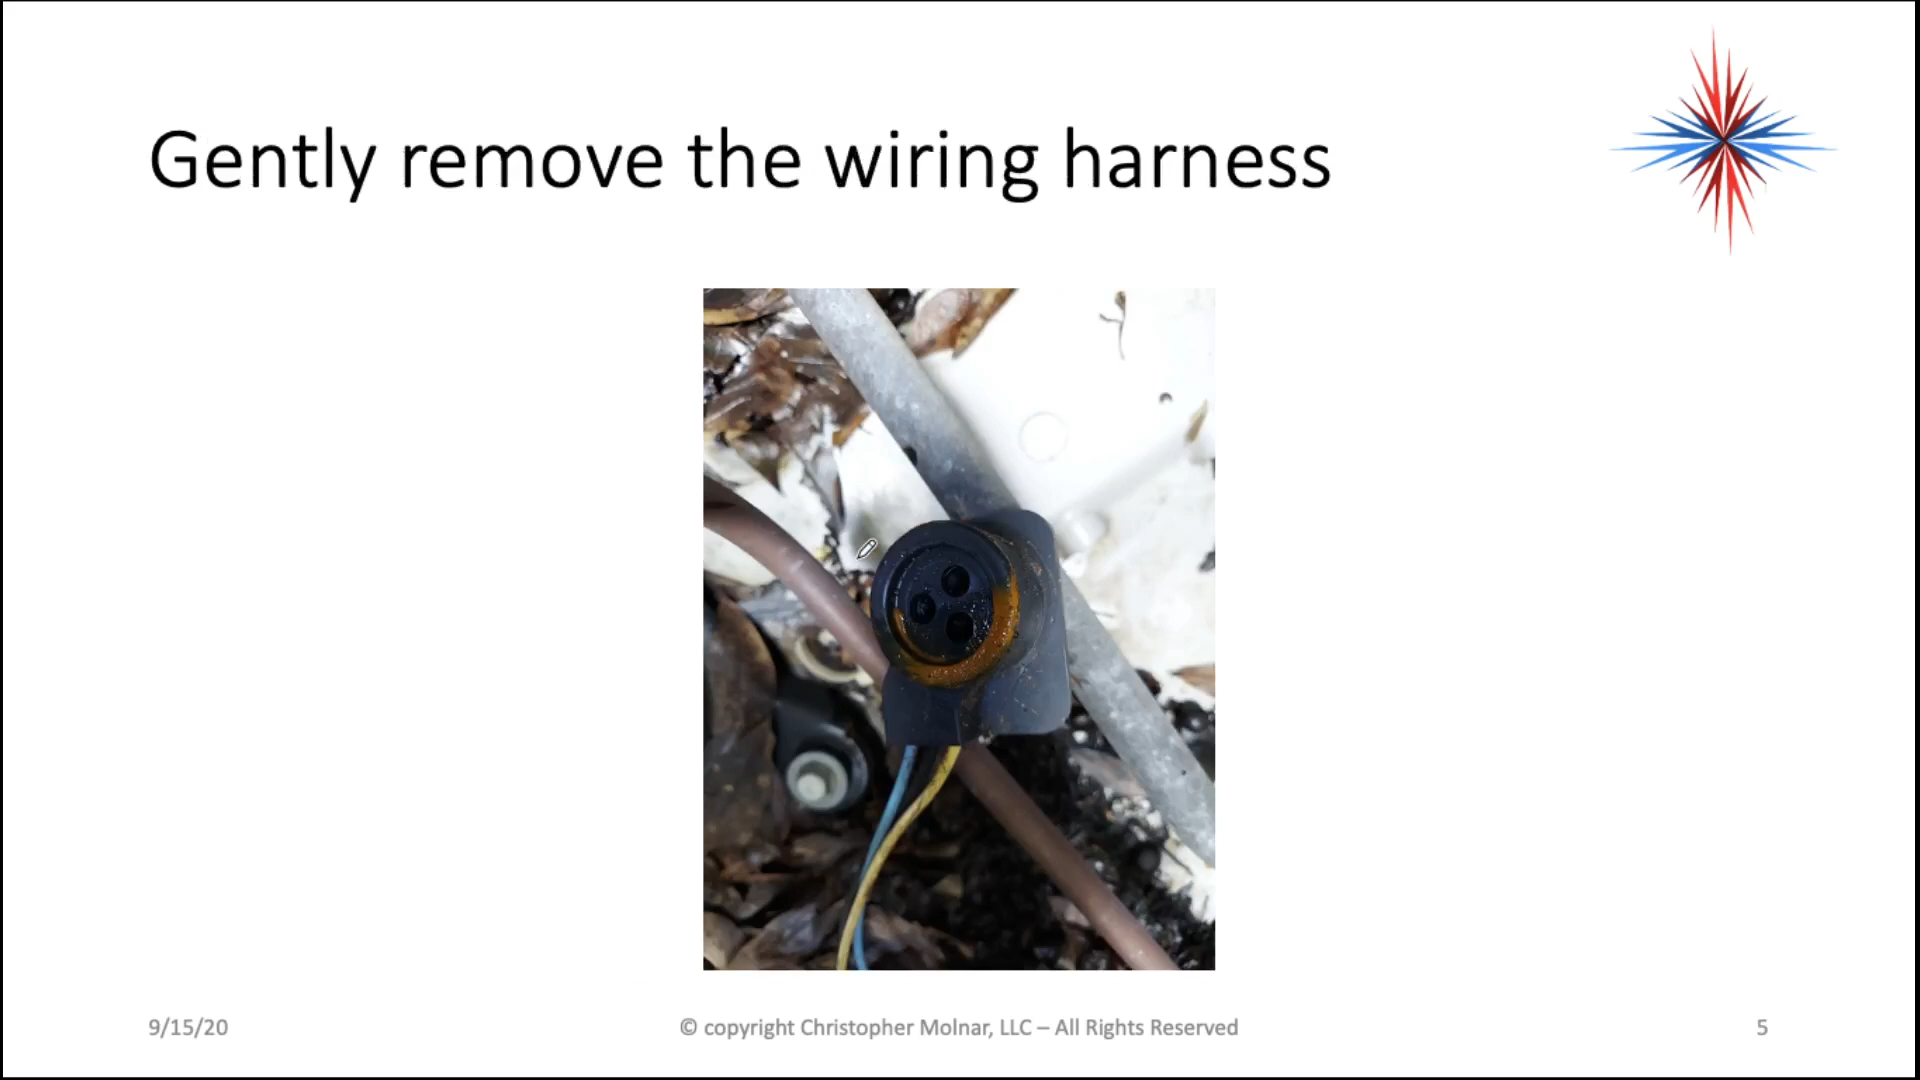 Gently remove the wiring harness
9/15/20
© copyright Christopher Molnar, LLC – All Rights Reserved
5